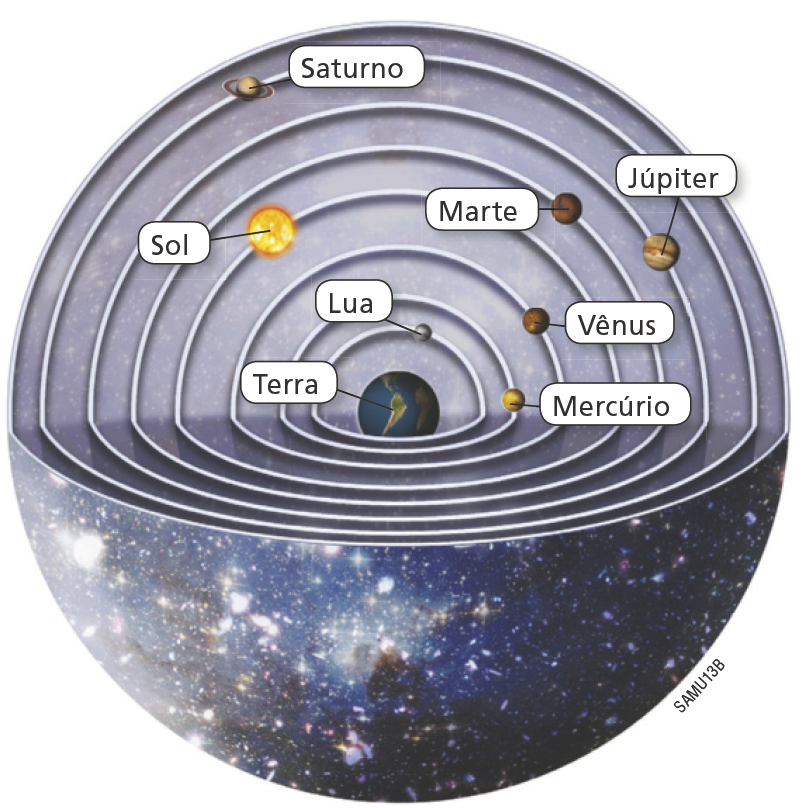 Saturno
Júpiter
Marte
Sol
Lua
Vênus
Terra
Mercúrio
SAMU13B